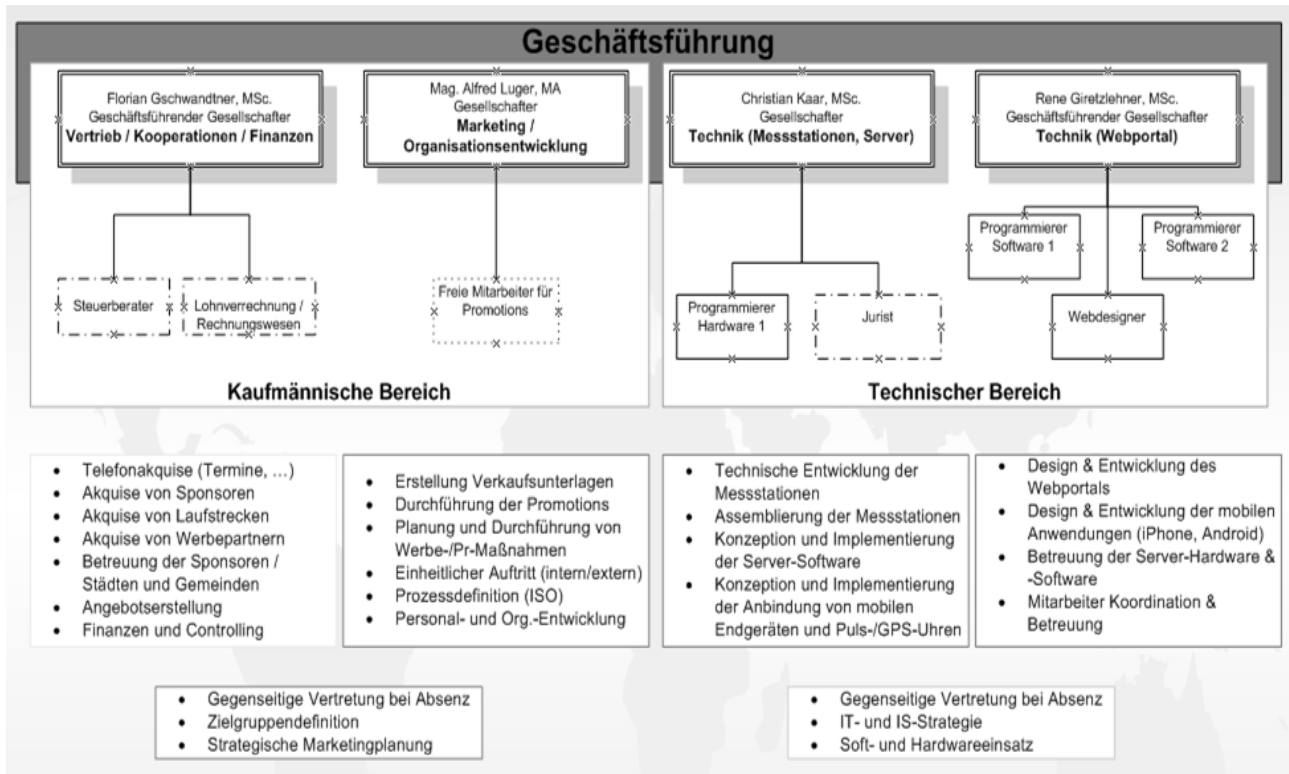 Geschäftsführung
Florian Gschwandtner, MSc.
Geschäftsführender Gesellschafter
Vertrieb / Kooperationen / Finanzen
Mag. Alfred Luger, MA
Gesellschafter
Marketing /
Organisationsentwicklung
Christian Kaar, MSc.
Gesellschafter
Technik (Messstationen, Server)
Rene Giretzlehner, MSc.
Geschäftsführender Gesellschafter
Technik (Webportal)
Steuerberater
Lohnverrechnung /
Rechnungswesen
Freie Mitarbeiter für
Promotions
Programmierer
Hardware 1
Jurist
Programmierer
Software 1
Programmierer
Software 2
Webdesigner
Kaufmännische Bereich
Technischer Bereich
• Telefonakquise (Termine, …)
• Akquise von Sponsoren
• Akquise von Laufstrecken
• Akquise von Werbepartnern
• Betreuung der Sponsoren /
Städten und Gemeinden
• Angebotserstellung
• Finanzen und Controlling
• Erstellung Verkaufsunterlagen
• Durchführung der Promotions
• Planung und Durchführung von
Werbe-/Pr-Maßnahmen
• Einheitlicher Auftritt (intern/extern)
• Prozessdefinition (ISO)
• Personal- und Org.-Entwicklung
• Technische Entwicklung der
Messstationen
• Assemblierung der Messstationen
• Konzeption und Implementierung
der Server-Software
• Konzeption und Implementierung
der Anbindung von mobilen
Endgeräten und Puls-/GPS-Uhren
• Design & Entwicklung des
Webportals
• Design & Entwicklung der mobilen
Anwendungen (iPhone, Android)
• Betreuung der Server-Hardware &
-Software
• Mitarbeiter Koordination &
Betreuung
• Gegenseitige Vertretung bei Absenz
• Zielgruppendefinition
• Strategische Marketingplanung
• Gegenseitige Vertretung bei Absenz
• IT- und IS-Strategie
• Soft- und Hardwareeinsatz